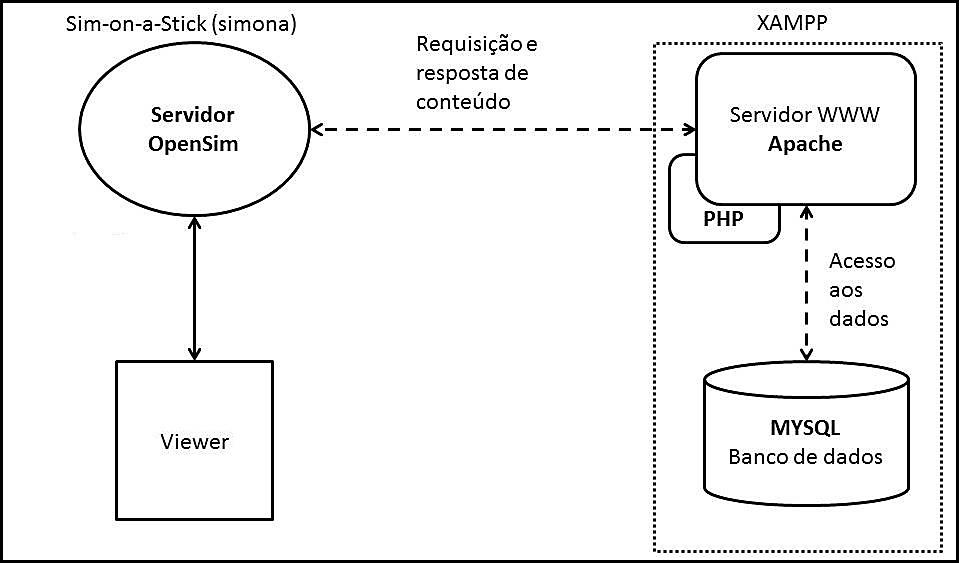 Sim-on-a-Stick (simona)
Servidor
OpenSim
Requisição e
resposta de
conteúdo
XAMPP
Servidor WWW
Apache
PHP
Acesso
aos
dados
Viewer
MYSQL
Banco de dados